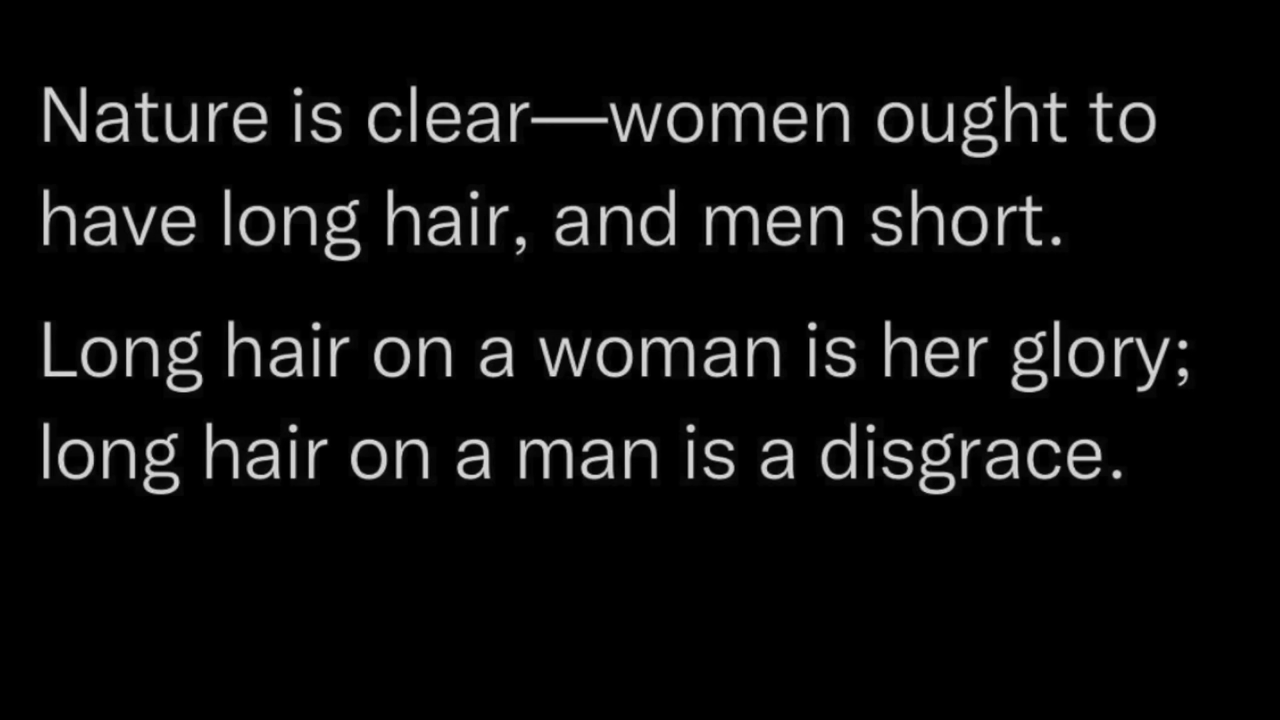 Nature is clear—women ought to
have long hair, and men short.
Long hair on a woman is her glory;
long hair on a man is a disgrace.